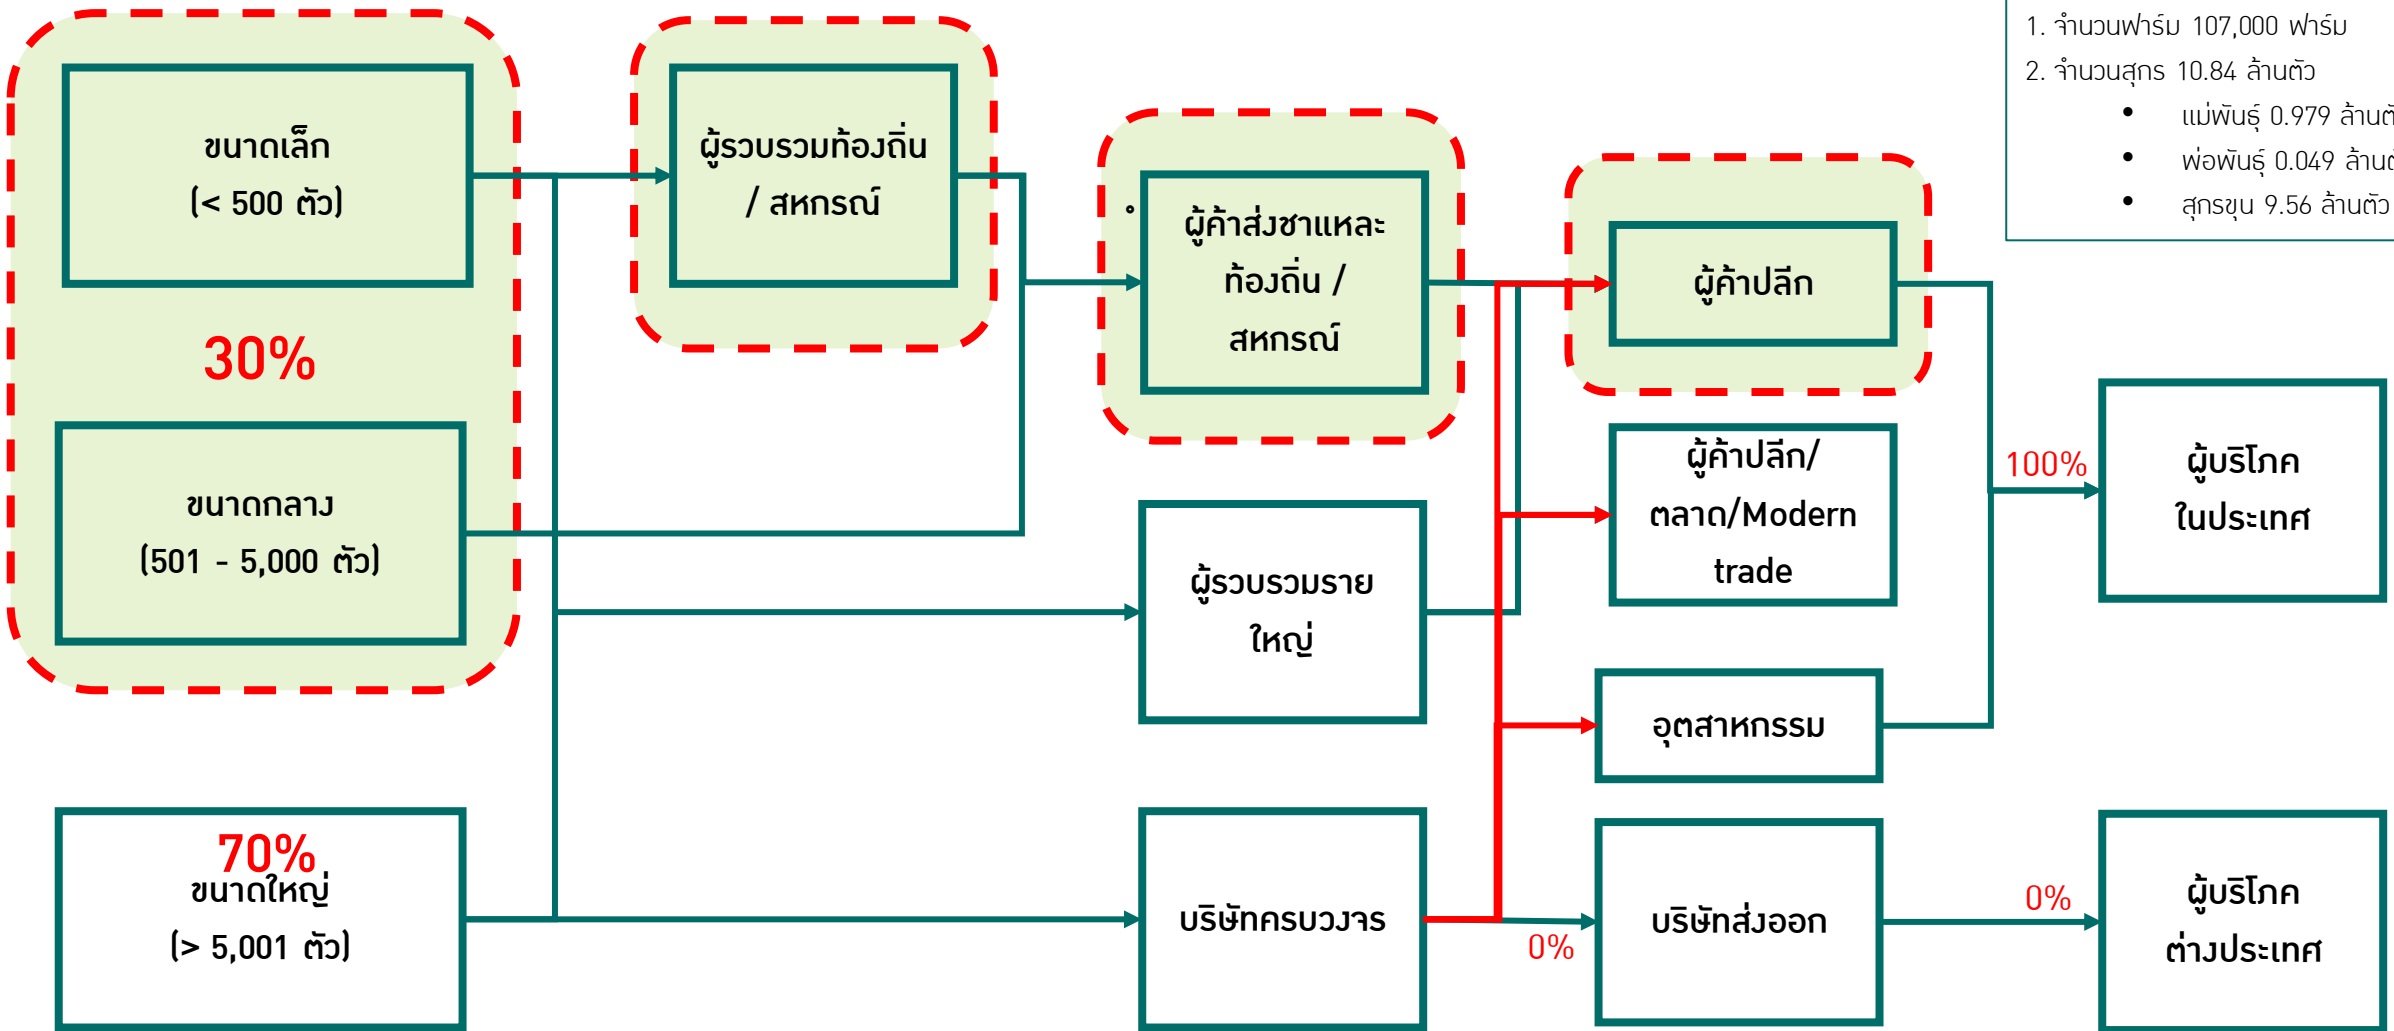 1. จำนวนฟาร์ม 107,000 ฟาร์ม
2. จำนวนสุกร 10.84 ล้านตัว
• แม่พันธุ์ 0.979
• พ่อพันธุ์ 0.049
• สุกรขุน 9.56 ล้านตัว
ขนาดเล็ก
(< 500 ตัว)
30%
ขนาดกลาง
(501 - 5,000 ตัว)
70%
ขนาดใหญ่
(> 5,001 ตัว)
ผู้รวบรวมท้องถิ่น
/ สหกรณ์
ผู้ค้าส่งชาแหละ
ท้องถิ่น /
สหกรณ์
ผู้รวบรวมราย
ใหญ่
บริษัทครบวงจร
ผู้ค้าปลีก
ผู้ค้าปลีก/
ตลาด/Modern
trade
อุตสาหกรรม
0%
บริษัทส่งออก
100%
ผู้บริโภค
ในประเทศ
0%
ผู้บริโภค
ต่างประเทศ